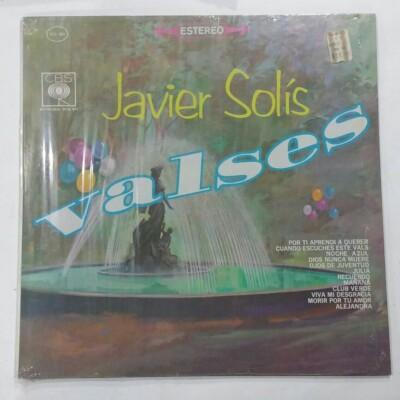 ESTEREO
CBS
Javier Solís
valses
POR TI APRENDI A QUERER
CUANDO ESCUCHES ESTE VALS
NOCHE AZUL
DIOS NUNCA MUERE
OJOS DE JUVENTUD
JULIA
RECUERDO
MAÑANA
CLUB VERDE
VIVA MI DESGRACIA
MORIR POR TU AMOR
ALEJANDRA